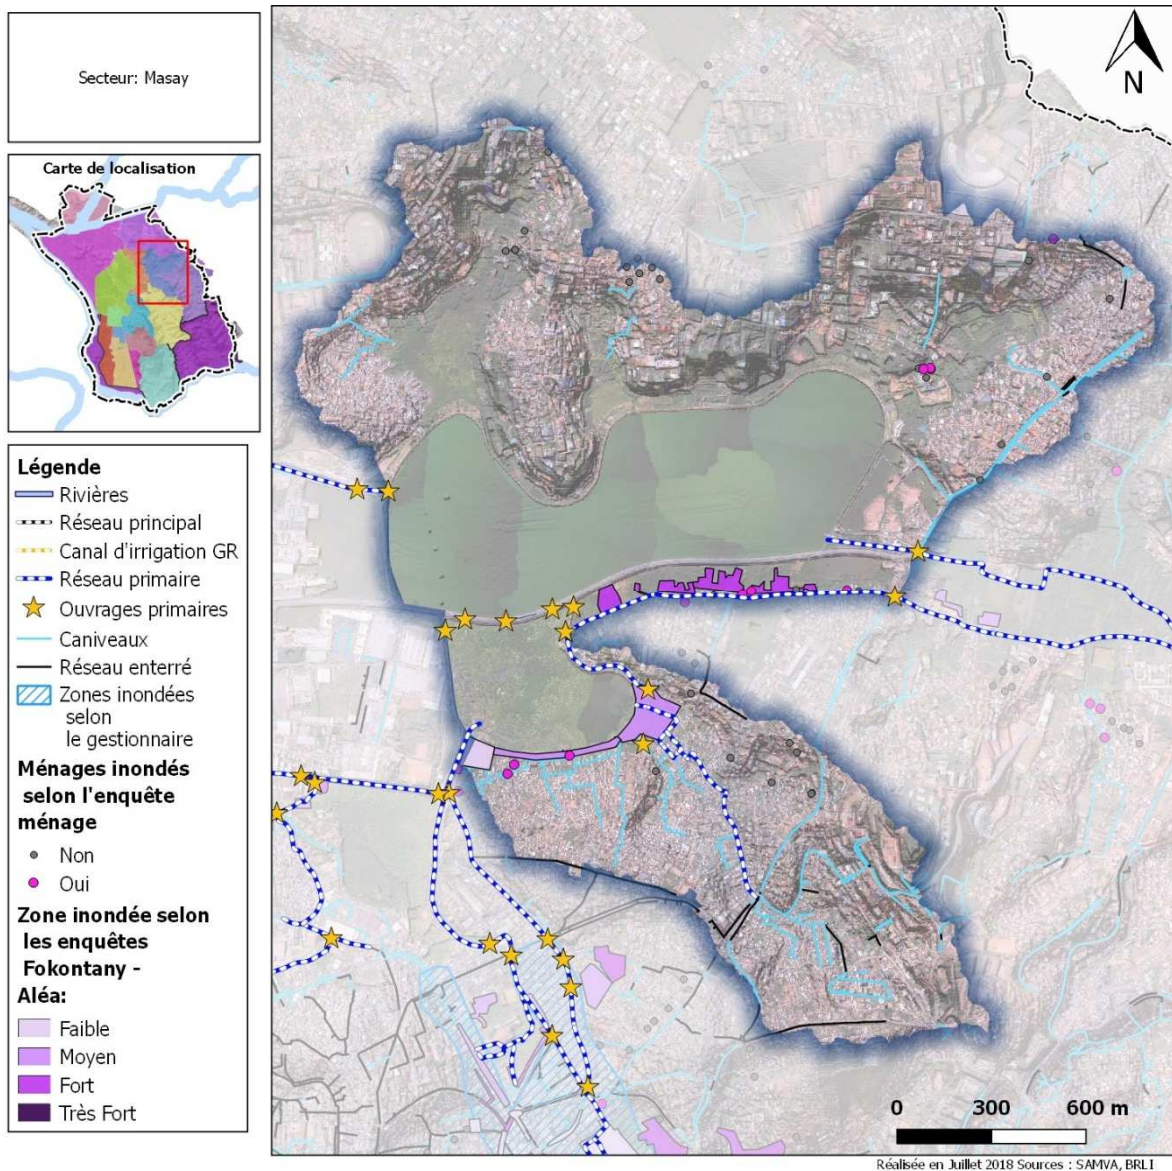 Secteur: Masay
Carte de localisation
Légende
Rivières
Réseau principal
Canal d'irrigation GR
Réseau primaire
Ouvrages primaires
Caniveaux
Réseau enterré
Zones inondées
selon
le gestionnaire
Ménages inondés
selon l'enquête
ménage
Non
Oui
Zone inondée selon
les enquêtes
Fokontany -
Aléa:
Faible
Moyen
Fort
Très Fort
N
0 300 600 m
Réalisée en Juillet 2018 Sources : SAMVA, BRLI